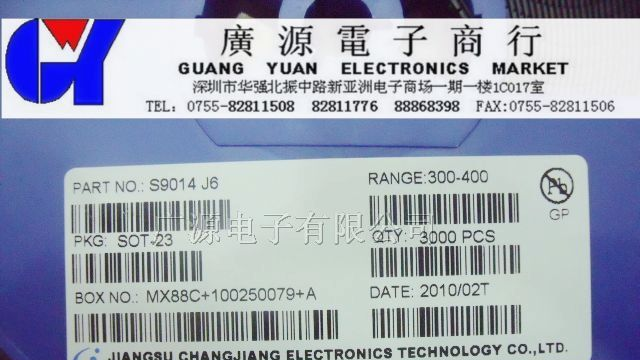 廣源電子商行
GUANG YUAN ELECTRONICS MARKET
深圳市华强北振中路新亚洲电子商场一期一楼1C017室
TEL: 0755-82811508 82811776 88868398 FAX:0755-82811506
PART NO.: S9014 J6
RANGE:300-400
Pb
GP
广源电子有限公司
PKG: SOT-23
QTY: 3000 PCS
BOX NO.: MX88C+100250079+A
DATE: 2010/02T
JIANGSU CHANGJIANG ELECTRONICS TECHNOLOGY CO.,LTD.